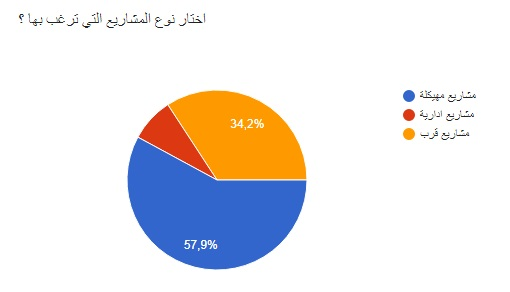 اختار نوع المشاريع التي ترغب بها ؟
مشاريع مهيكلة
مشاريع ادارية
مشاريع قرب
34,2%
57,9%